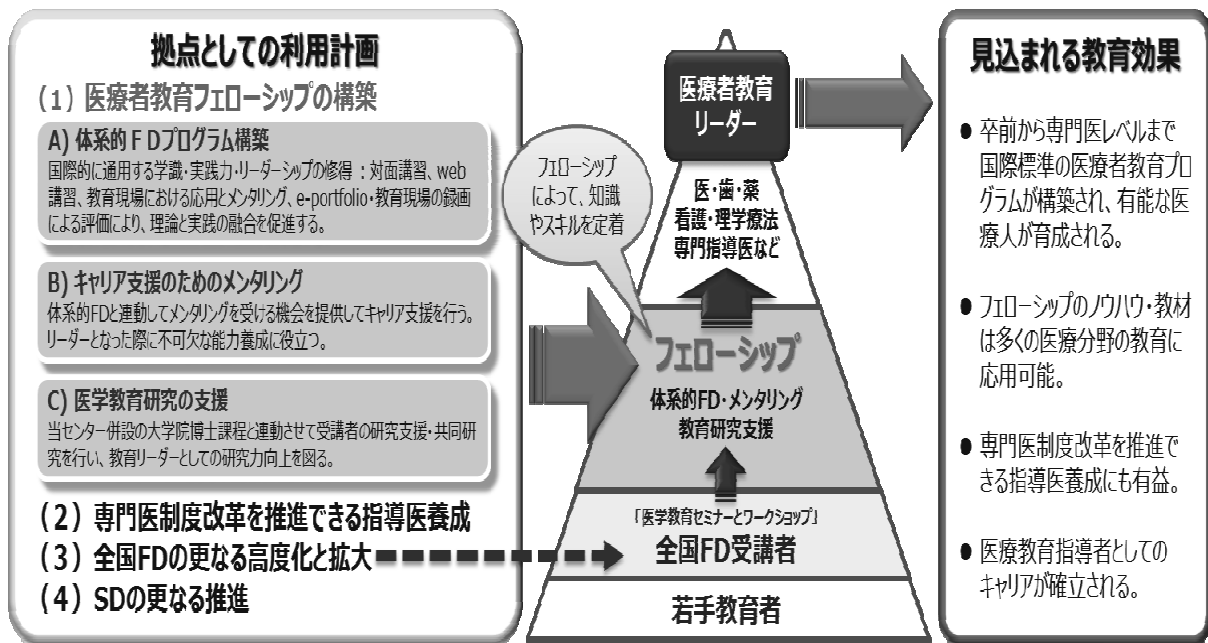 拠点としての利用計画
(1) 医療者教育フェローシップの構築
A) 体系的ＦＤプログラム構築
国際的に通用する学識・実践力・リーダーシップの修得：対面講習、web
講習、教育現場における応用とメンタリング、e-portfolio・教育現場の録画
による評価により、理論と実践の融合を促進する。
B) キャリア支援のためのメンタリング
体系的FDと連動してメンタリングを受ける機会を提供してキャリア支援を行う。
リーダーとなった際に不可欠な能力養成に役立つ。
C) 医学教育研究の支援
当センター併設の大学院博士課程と連動させて受講者の研究支援・共同研
究を行い、教育リーダーとしての研究力向上を図る。
(2) 専門医制度改革を推進できる指導医養成
(3) 全国FDの更なる高度化と拡大
(4) SDの更なる推進
フェローシップ
によって、知識
やスキルを定着
医療者教育
リーダー
医・歯・薬
看護・理学療法
専門指導医など
フェローシップ
体系的FD・メンタリング
教育研究支援
「医学教育セミナーとワークショップ」
全国FD受講者
若手教育者
見込まれる教育効果
● 卒前から専門医レベルまで
国際標準の医療者教育プロ
グラムが構築され、有能な医
療人が育成される。
● フェローシップのノウハウ・教材
は多くの医療分野の教育に
応用可能。
● 専門医制度改革を推進で
きる指導医養成にも有益。
● 医療教育指導者としての
キャリアが確立される。